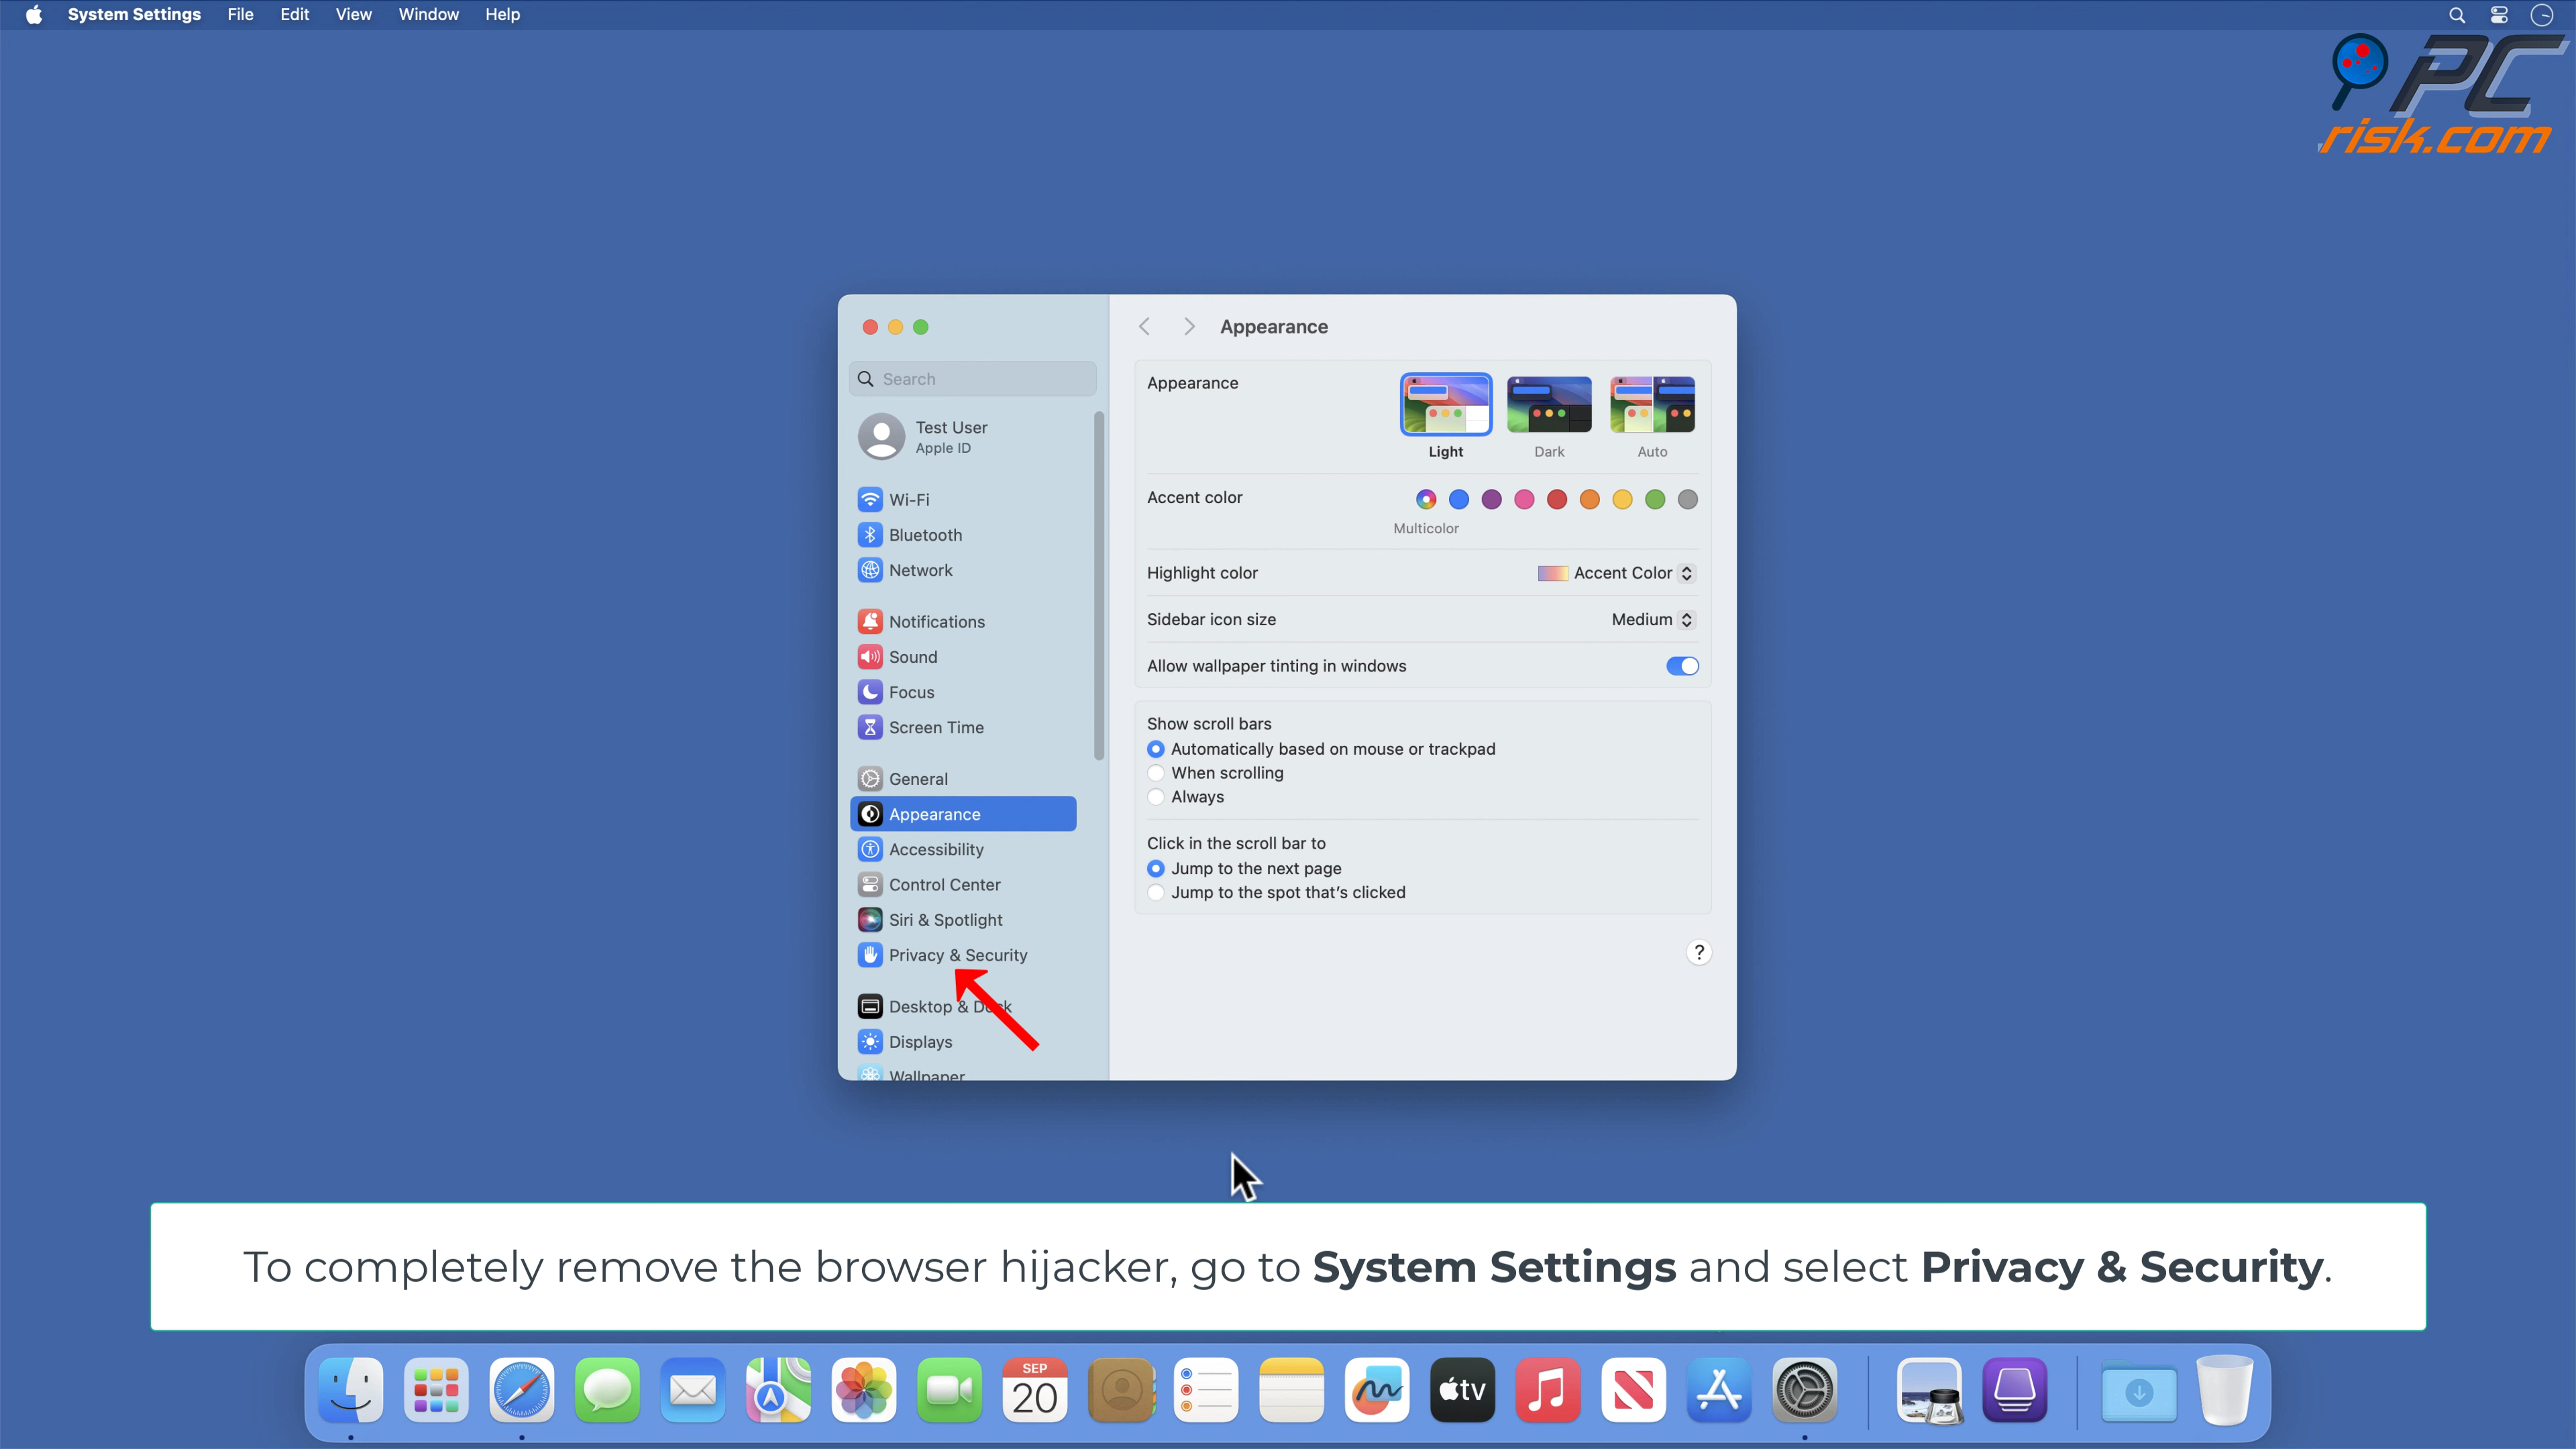 System Settings File Edit View Window Help
PC
risk.com
Appearance
Search
Test User
Apple ID
Wi-Fi
Bluetooth
Network
Notifications
Sound
Focus
Screen Time
General
Appearance
Accessibility
Control Center
Siri & Spotlight
Privacy & Security
Desktop & Dock
Displays
Wallpaper
Appearance
Light Dark Auto
Accent color
Multicolor
Highlight color Accent Color
Sidebar icon size Medium
Allow wallpaper tinting in windows
Show scroll bars
Automatically based on mouse or trackpad
When scrolling
Always
Click in the scroll bar to
Jump to the next page
Jump to the spot that's clicked
?
To completely remove the browser hijacker, go to System Settings and select Privacy & Security.
SEP
20
tv